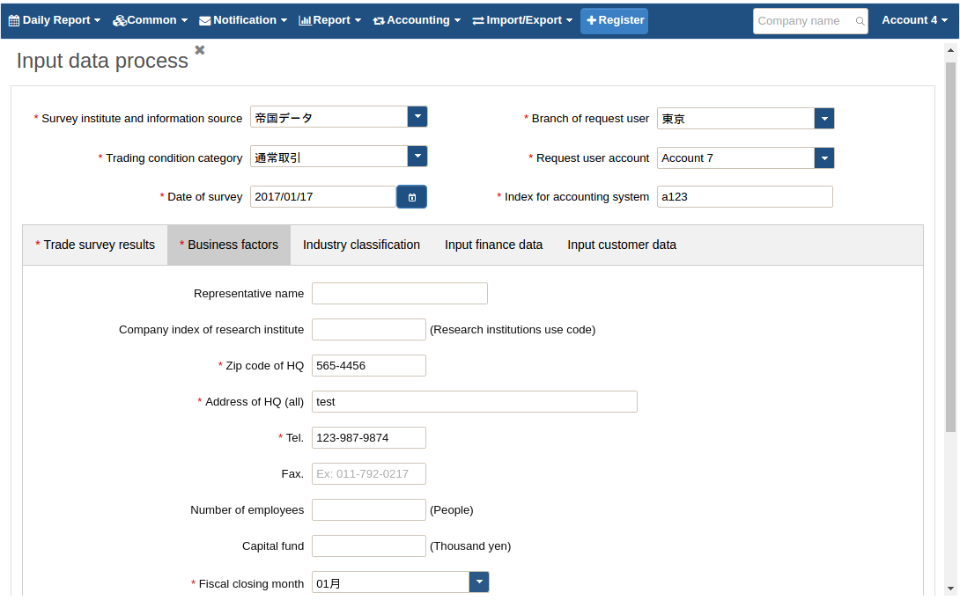 Daily Report Common Notification Report Accounting Import/Export + Register Company name Account 4
Input data process
* Survey institute and information source 帝国データ * Branch of request user 東京
* Trading condition category 通常取引 * Request user account Account 7
* Date of survey 2017/01/17 * Index for accounting system a123
* Trade survey results * Business factors Industry classification Input finance data Input customer data
Representative name
Company index of research institute (Research institutions use code)
* Zip code of HQ 565-4456
* Address of HQ (all) test
* Tel. 123-987-9874
Fax. Ex: 011-792-0217
Number of employees (People)
Capital fund (Thousand yen)
* Fiscal closing month 01月